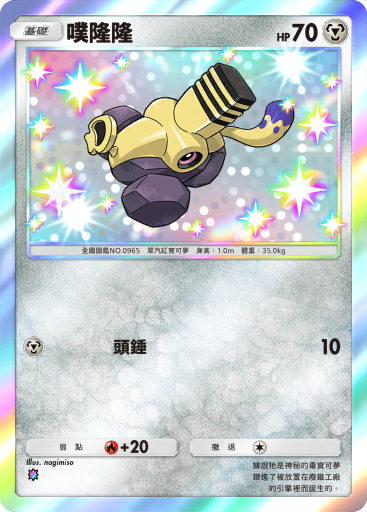 基礎 噗隆隆 HP 70
全國圖鑑NO.0965 單汽缸寶可夢 身高：1.0m 體重：35.0kg
頭錘 10
弱點 +20 撤退
Illus. nagimiso
據說牠是神秘的毒寶可夢
鑽進了被放置在廢鐵工廠
的引擎裡而誕生的。